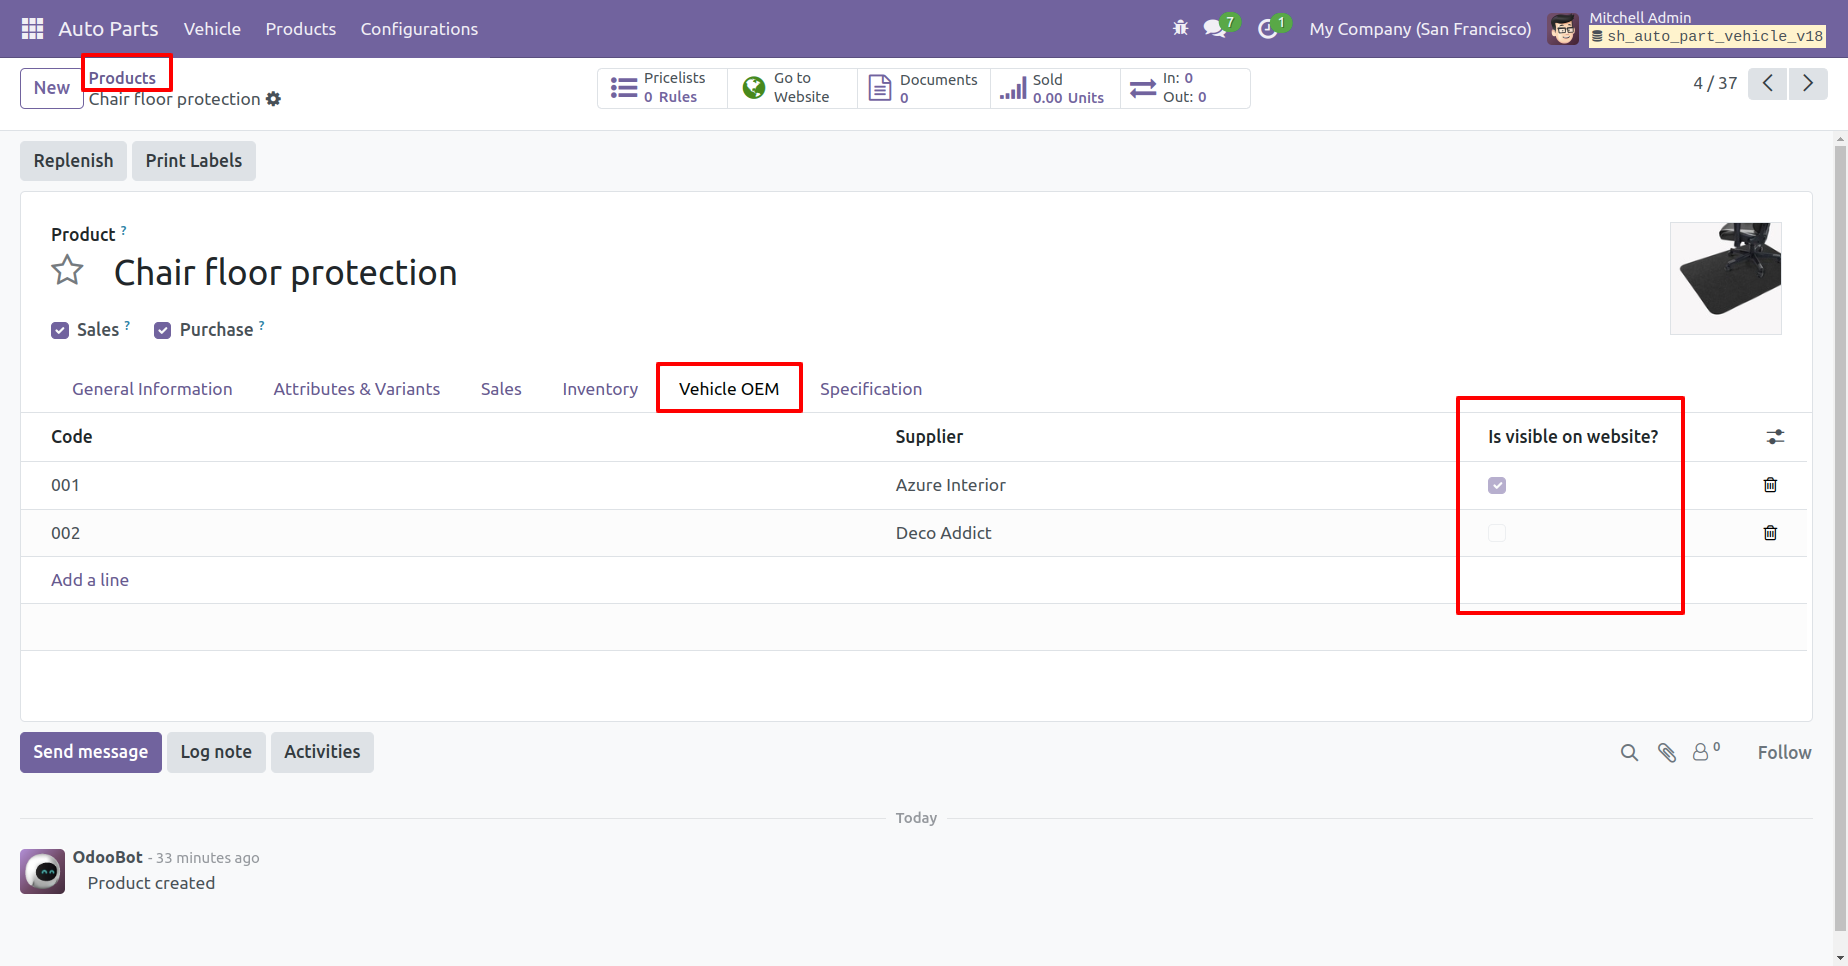 Auto Parts Vehicle Products Configurations 7 1 My Company (San Francisco) Mitchell Admin
sh_auto_part_vehicle_v18
New Products
Chair floor protection
Pricelists
0 Rules
Go to
Website
Documents
0
Sold
0.00 Units
In: 0
Out: 0
4 / 37
Replenish Print Labels
Product ?
Chair floor protection
Sales ? Purchase ?
General Information Attributes & Variants Sales Inventory Vehicle OEM Specification
Code Supplier Is visible on website?
001 Azure Interior
002 Deco Addict
Add a line
Send message Log note Activities 0 Follow
Today
OdooBot - 33 minutes ago
Product created